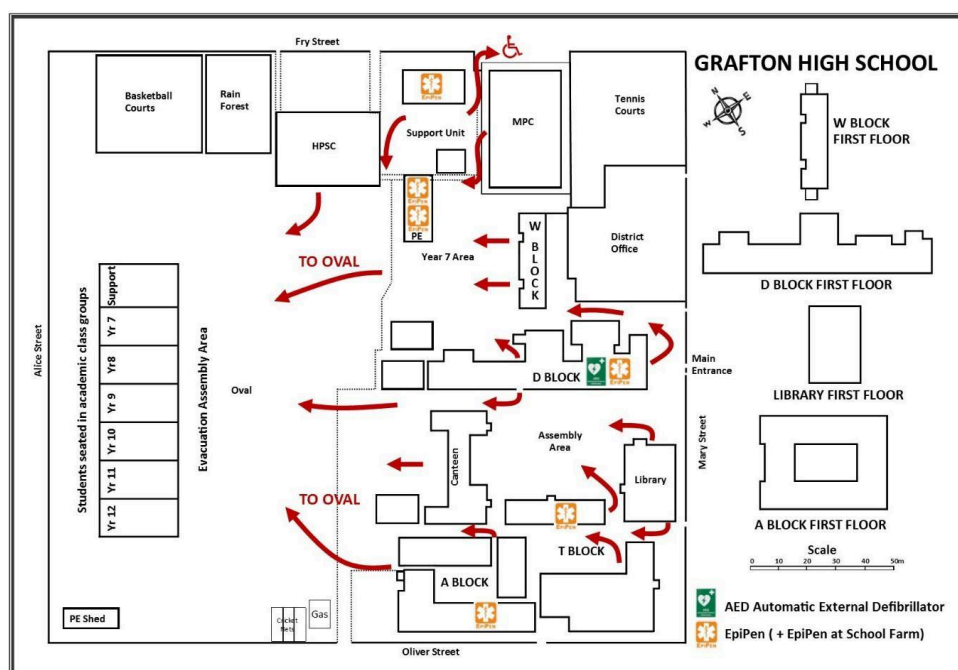 Fry Street
GRAFTON HIGH SCHOOL
Basketball
Courts
Rain
Forest
HPSC
EpiPen
Support Unit
MPC
Tennis
Courts
N
E
S
W
W BLOCK
FIRST FLOOR
EpiPen
EpiPen
PE
Year 7 Area
W BLOCK
District
Office
D BLOCK FIRST FLOOR
TO OVAL
Alice Street
Students seated in academic class groups
Support
Yr 7
Yr8
Yr 9
Yr 10
Yr 11
Yr 12
Evacuation Assembly Area
Oval
D BLOCK
AED
EpiPen
Main
Entrance
LIBRARY FIRST FLOOR
Mary Street
Canteen
Assembly
Area
Library
TO OVAL
EpiPen
T BLOCK
A BLOCK
A BLOCK FIRST FLOOR
Scale
0 10 20 30 40 50m
PE Shed
Cricket
Nets
Gas
EpiPen
Oliver Street
AED
AED Automatic External Defibrillator
EpiPen
EpiPen ( + EpiPen at School Farm)